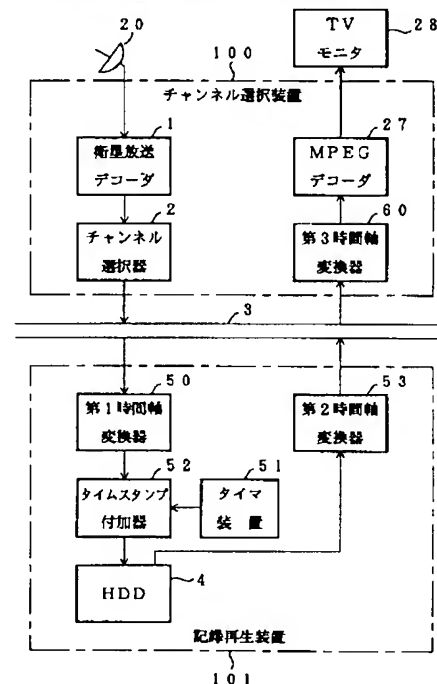 20
TV
モニタ
28
100
チャンネル選択装置
1
衛星放送
デコーダ
27
MPEG
デコーダ
2
チャンネル
選択器
60
第3時間軸
変換器
3
50
第1時間軸
変換器
53
第2時間軸
変換器
52
タイムスタンプ
付加器
51
タイマ
装置
HDD
4
記録再生装置
101